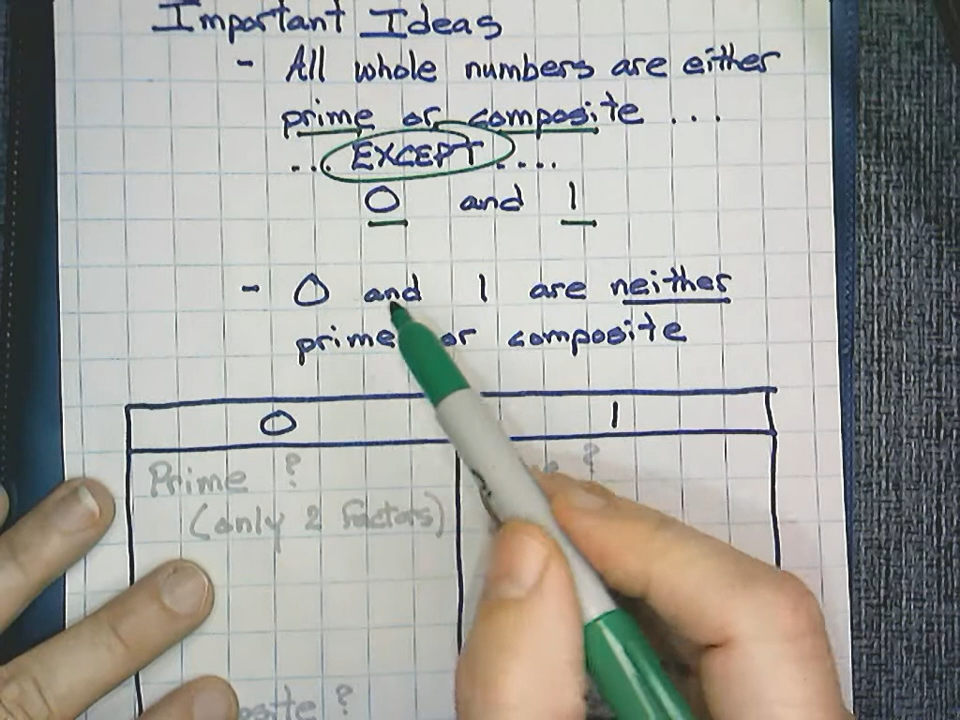 Important Ideas
- All whole numbers are either
prime or composite ...
... EXCEPT ....
0 and 1
- 0 and 1 are neither
prime or composite
0 1
Prime ? ?
(only 2 factors)
?